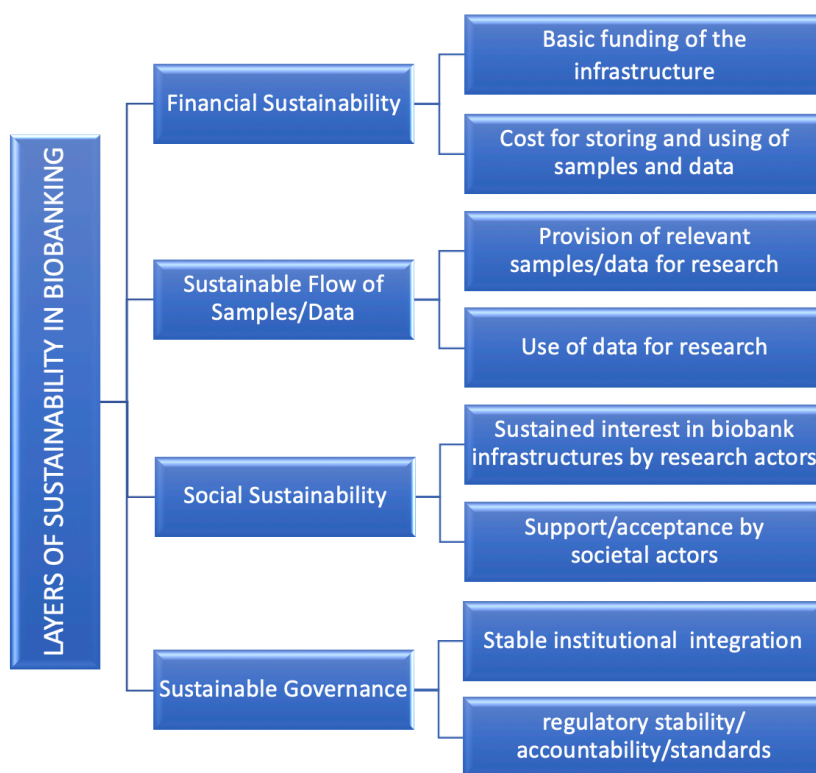 LAYERS OF SUSTAINABILITY IN BIOBANKING
Financial Sustainability
Basic funding of the
infrastructure
Cost for storing and using of
samples and data
Sustainable Flow of
Samples/Data
Provision of relevant
samples/data for research
Use of data for research
Social Sustainability
Sustained interest in biobank
infrastructures by research actors
Support/acceptance by
societal actors
Sustainable Governance
Stable institutional  integration
regulatory stability/
accountability/standards